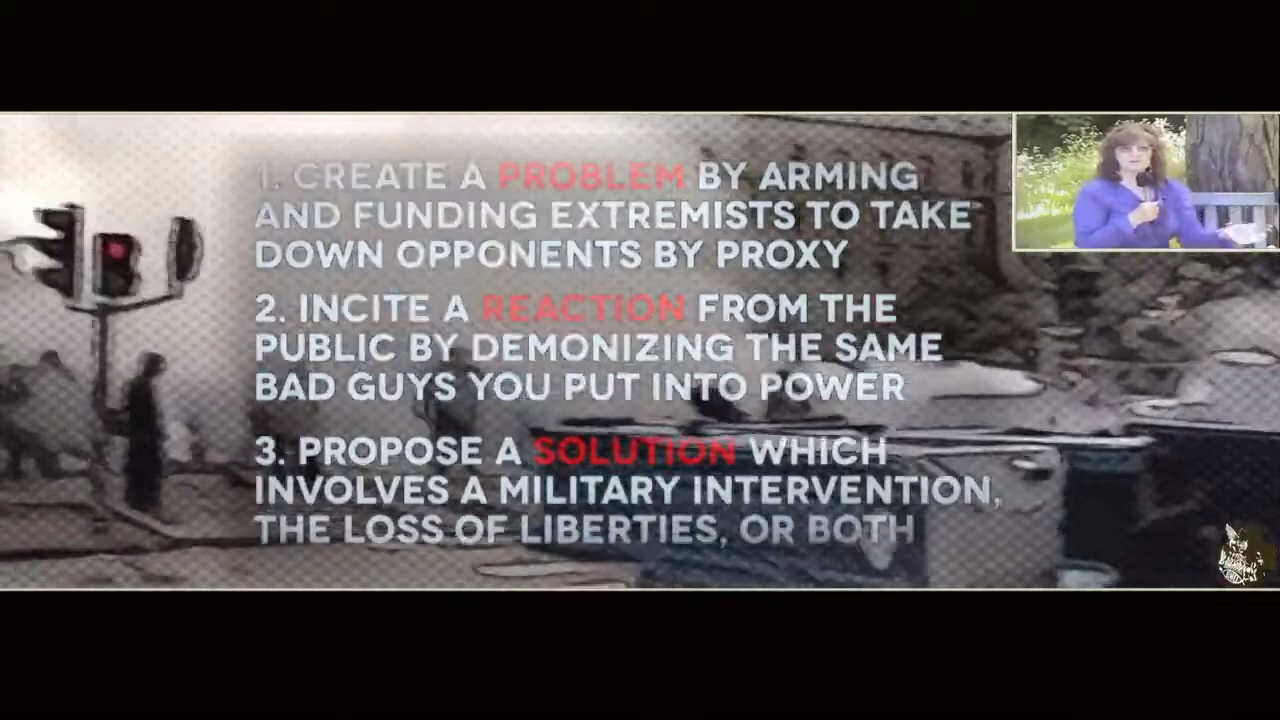 1. CREATE A PROBLEM BY ARMING
AND FUNDING EXTREMISTS TO TAKE
DOWN OPPONENTS BY PROXY
2. INCITE A REACTION FROM THE
PUBLIC BY DEMONIZING THE SAME
BAD GUYS YOU PUT INTO POWER
3. PROPOSE A SOLUTION WHICH
INVOLVES A MILITARY INTERVENTION,
THE LOSS OF LIBERTIES, OR BOTH